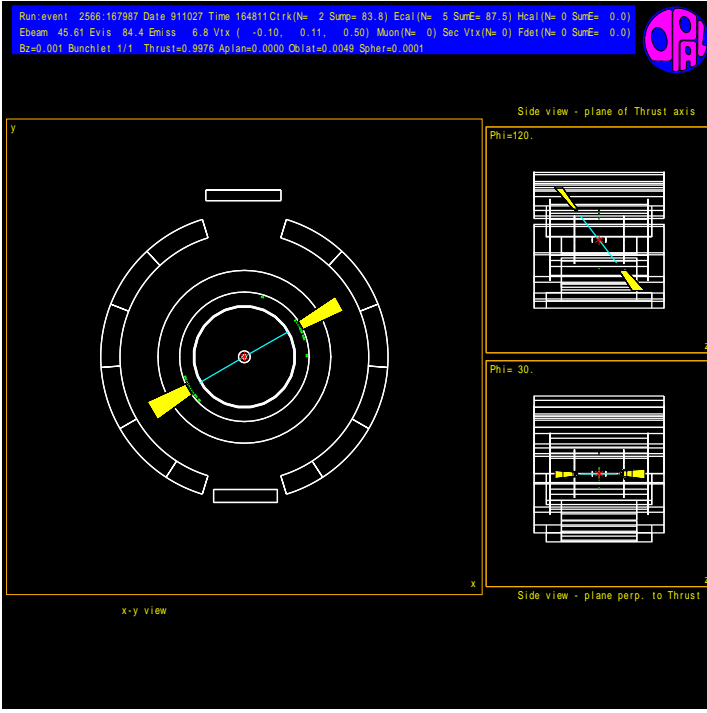 Run:event 2566:167987 Date 911027 Time 164811 Ctrk(N= 2 Sump= 83.8) Ecal(N= 5 SumE= 87.5) Hcal(N= 0 SumE= 0.0)
Ebeam 45.61 Evis 84.4 Emiss 6.8 Vtx ( -0.10, 0.11, 0.50) Muon(N= 0) Sec Vtx(N= 0) Fdet(N= 0 SumE= 0.0)
Bz=0.001 Bunchlet 1/1 Thrust=0.9976 Aplan=0.0000 Oblat=0.0049 Spher=0.0001
OPAL
Side view - plane of Thrust axis
y
Phi=120.
z
Phi= 30.
x
z
Side view - plane perp. to Thrust
x-y view